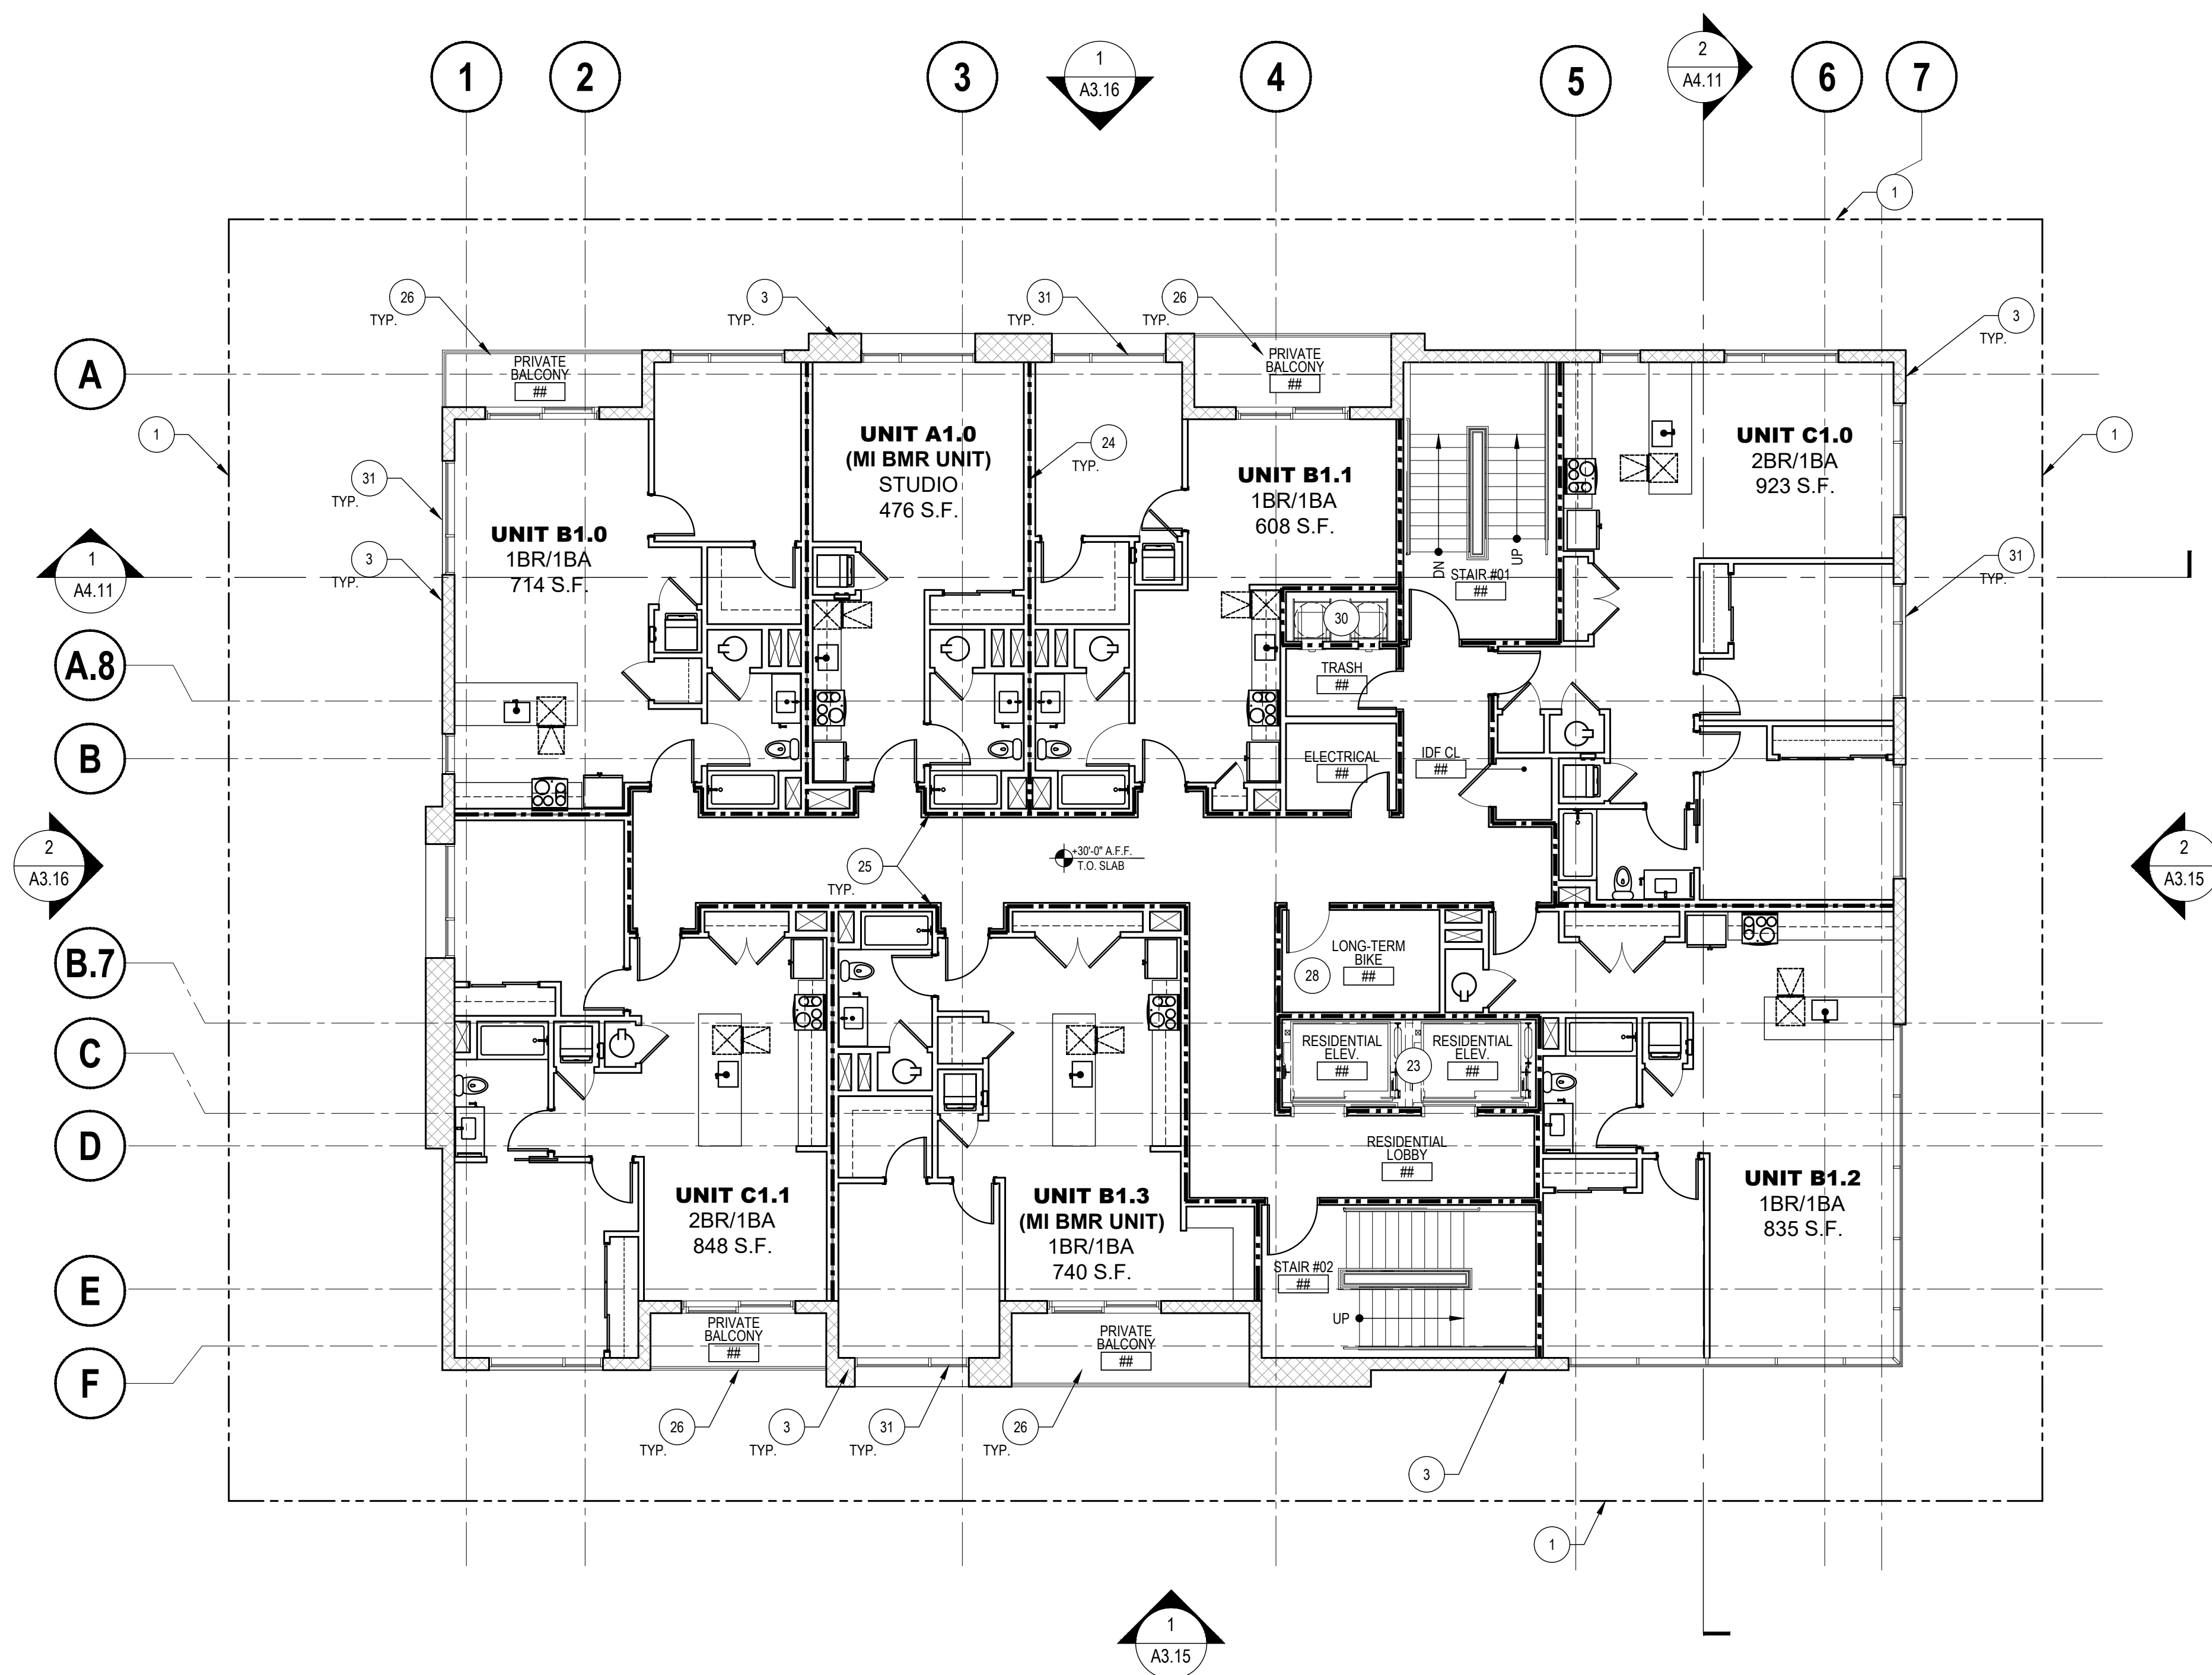 1
2
3
1
A3.16
4
5
2
A4.11
6
7
1
26
TYP.
3
TYP.
31
TYP.
26
TYP.
3
TYP.
A
PRIVATE
BALCONY
##
PRIVATE
BALCONY
##
1
UNIT A1.0
(MI BMR UNIT)
STUDIO
476 S.F.
24
TYP.
UNIT C1.0
2BR/1BA
923 S.F.
1
31
TYP.
UNIT B1.1
1BR/1BA
608 S.F.
UNIT B1.0
1BR/1BA
714 S.F.
1
A4.11
3
TYP.
DN
UP
STAIR #01
##
31
TYP.
30
A.8
TRASH
##
B
ELECTRICAL
##
IDF CL
##
2
A3.16
25
TYP.
+30'-0" A.F.F.
T.O. SLAB
2
A3.15
B.7
LONG-TERM
BIKE
##
28
C
RESIDENTIAL
ELEV.
##
23
RESIDENTIAL
ELEV.
##
D
RESIDENTIAL
LOBBY
##
UNIT C1.1
2BR/1BA
848 S.F.
UNIT B1.3
(MI BMR UNIT)
1BR/1BA
740 S.F.
UNIT B1.2
1BR/1BA
835 S.F.
E
STAIR #02
##
UP
PRIVATE
BALCONY
##
PRIVATE
BALCONY
##
F
26
TYP.
3
TYP.
31
TYP.
26
TYP.
3
1
1
A3.15